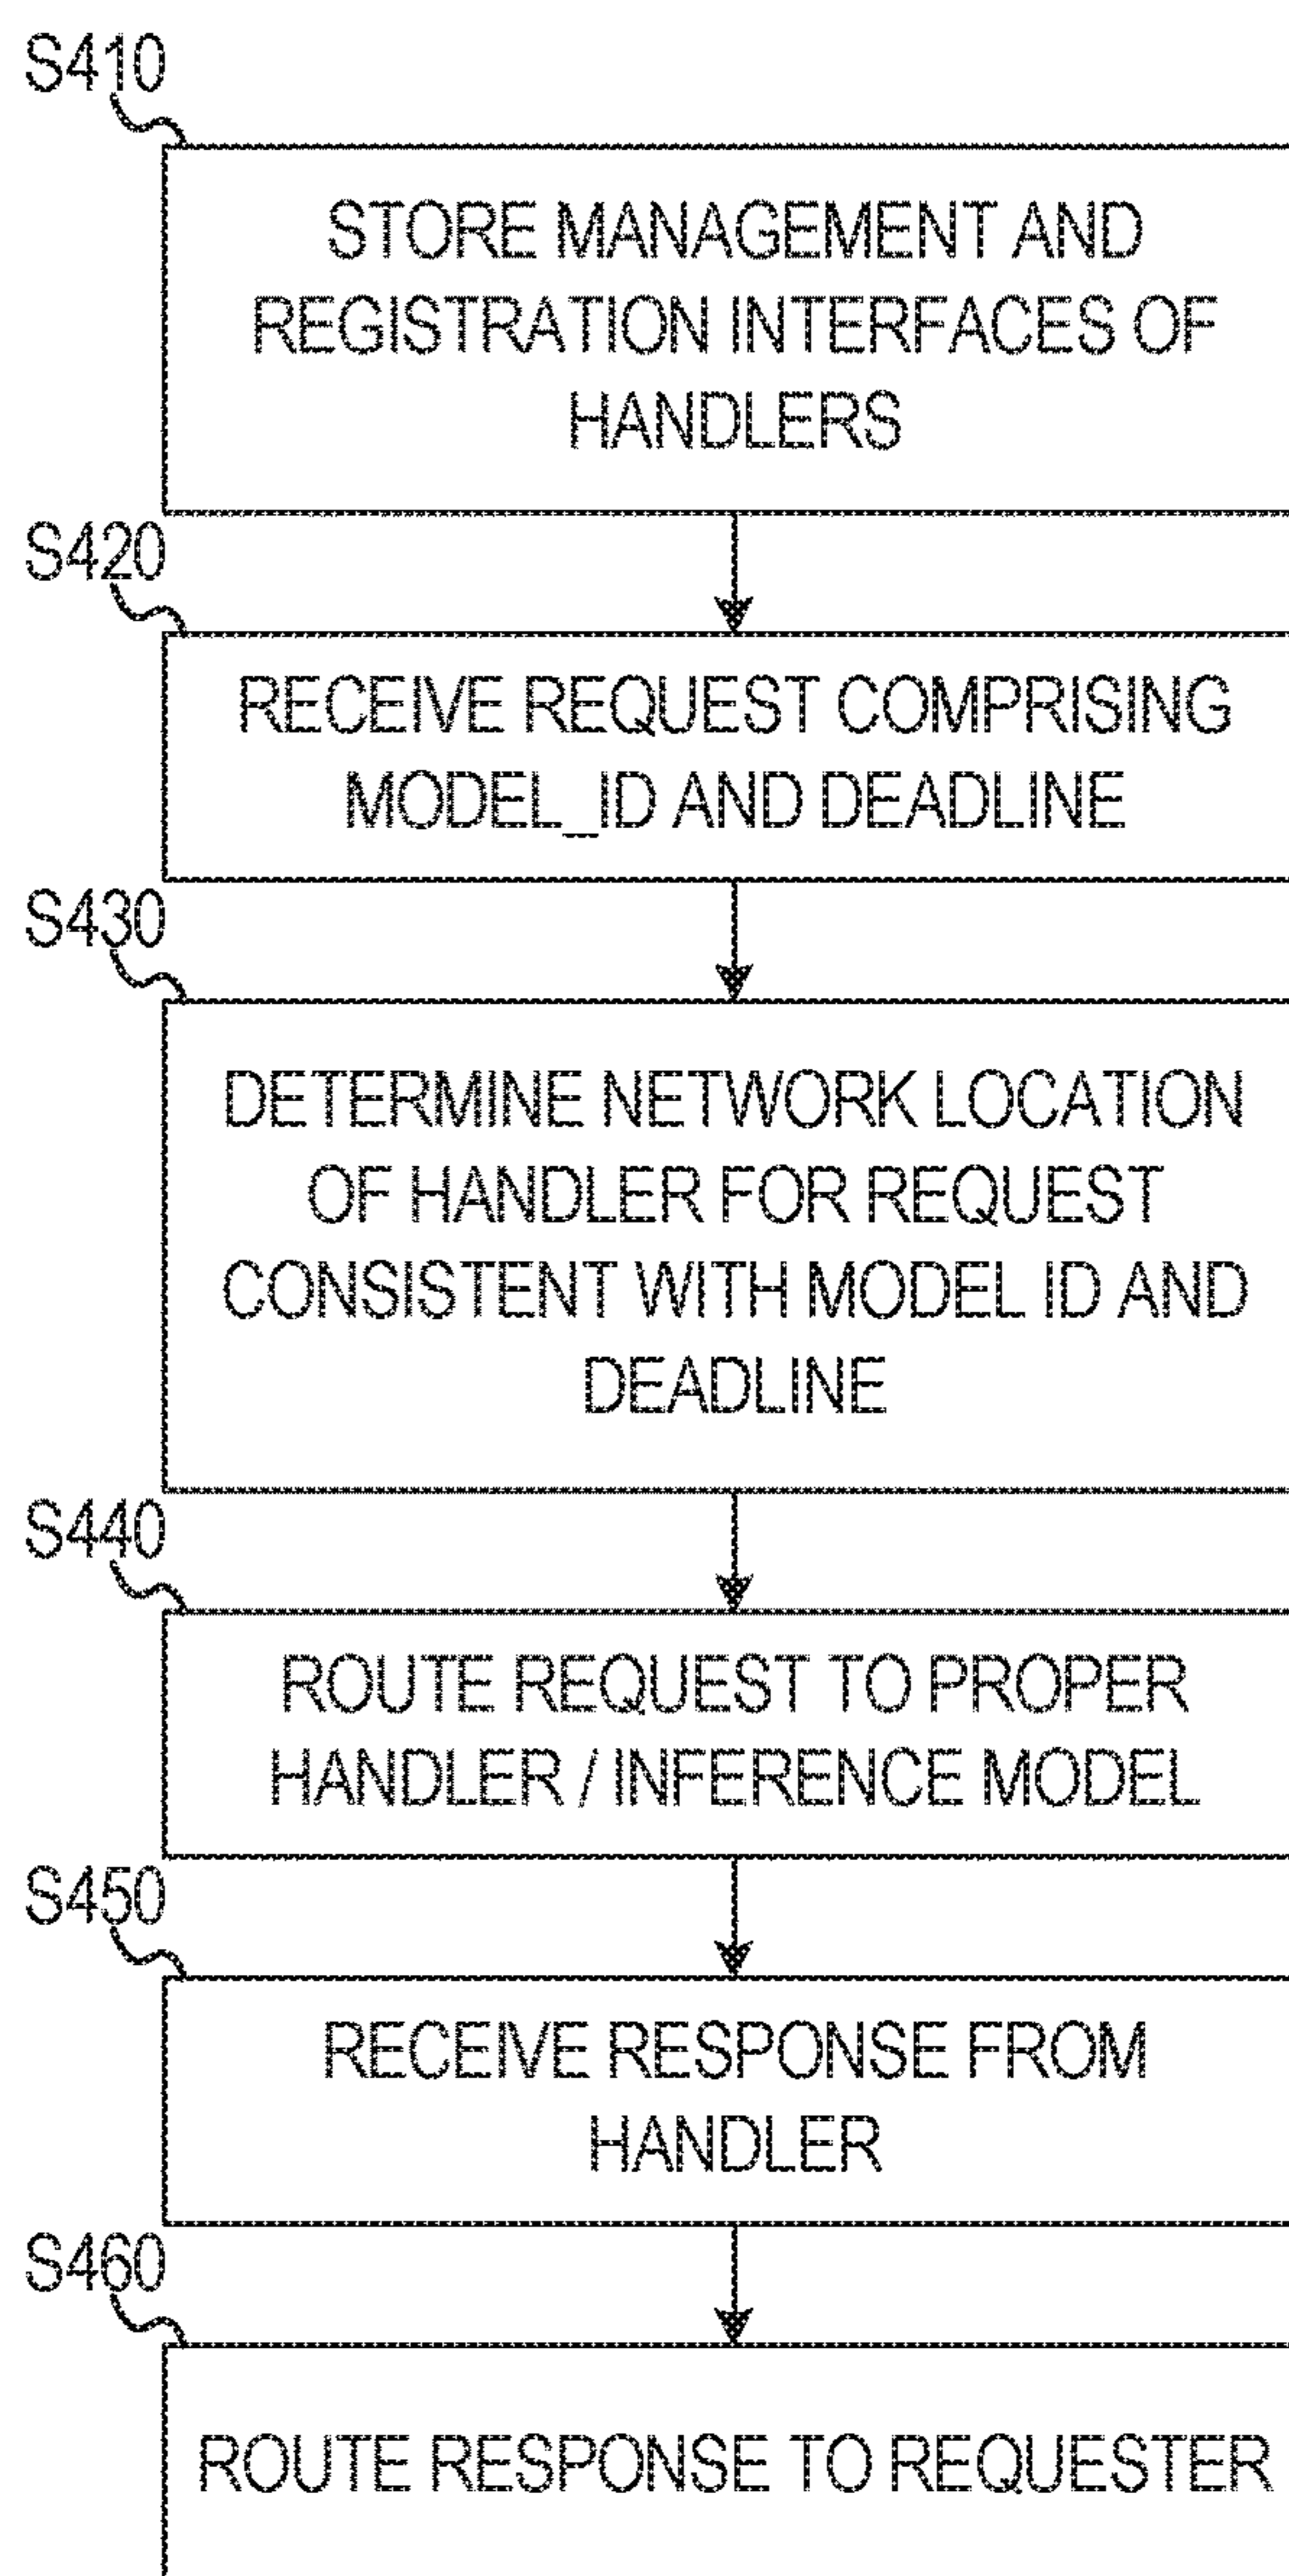 S410
STORE MANAGEMENT AND
REGISTRATION INTERFACES OF
HANDLERS
S420
RECEIVE REQUEST COMPRISING
MODEL_ID AND DEADLINE
S430
DETERMINE NETWORK LOCATION
OF HANDLER FOR REQUEST
CONSISTENT WITH MODEL ID AND
DEADLINE
S440
ROUTE REQUEST TO PROPER
HANDLER / INFERENCE MODEL
S450
RECEIVE RESPONSE FROM
HANDLER
S460
ROUTE RESPONSE TO REQUESTER